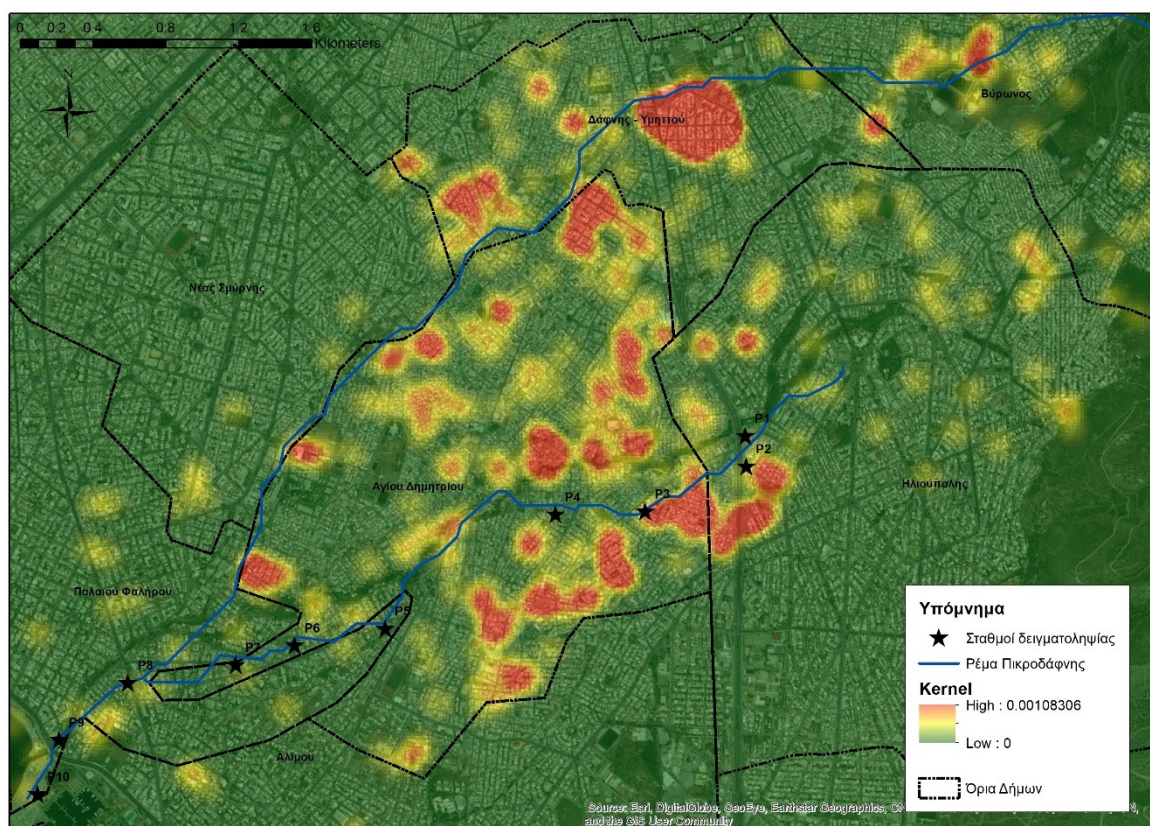 0 0.2 0.4 0.8 1.2 1.6
Kilometers
N
Βύρωνος
Δάφνης - Υμηττού
Νέας Σμύρνης
P1
P2
Ηλιούπολης
Αγίου Δημητρίου
P4
P3
Παλαιού Φαλήρου
P5
P6
P7
P8
P9
Αλίμου
P10
Υπόμνημα
Σταθμοί δειγματοληψίας
Ρέμα Πικροδάφνης
Kernel
High : 0.00108306
Low : 0
Όρια Δήμων
Source: Esri, DigitalGlobe, GeoEye, Earthstar Geographics,
and the GIS User Community